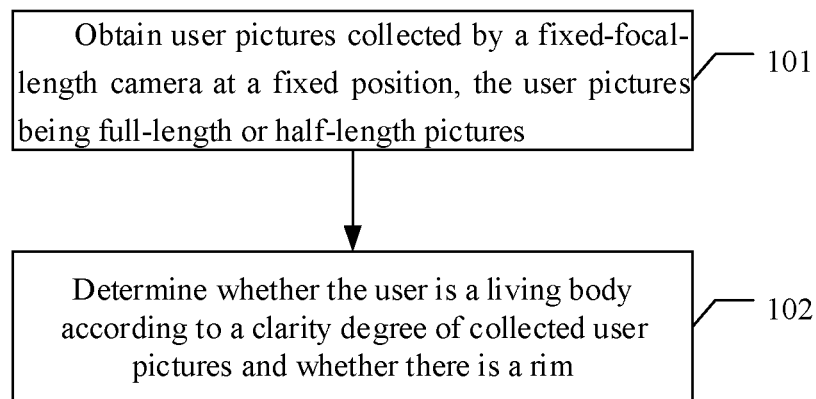 Obtain user pictures collected by a fixed-focal-
length camera at a fixed position, the user pictures
being full-length or half-length pictures
101
Determine whether the user is a living body
according to a clarity degree of collected user
pictures and whether there is a rim
102